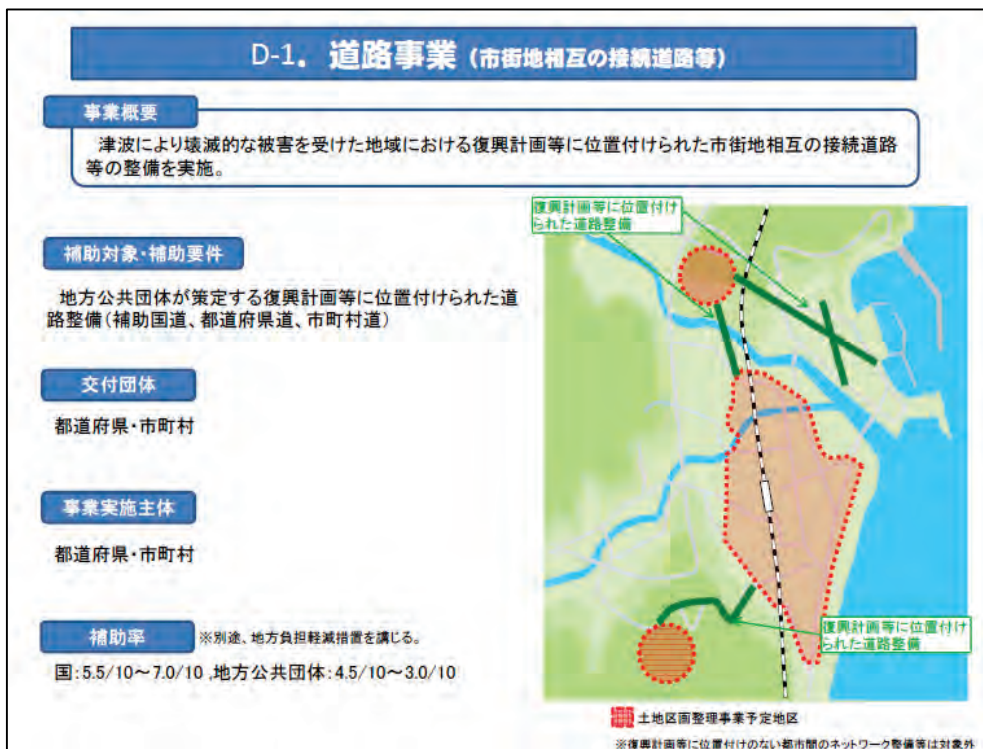 D-1. 道路事業（市街地相互の接続道路等）
事業概要
津波により壊滅的な被害を受けた地域における復興計画等に位置付けられた市街地相互の接続道路
等の整備を実施。
補助対象・補助要件
地方公共団体が策定する復興計画等に位置付けられた道
路整備（補助国道、都道府県道、市町村道）
交付団体
都道府県・市町村
事業実施主体
都道府県・市町村
補助率
※別途、地方負担軽減措置を講じる。
国：5.5/10～7.0/10 ,地方公共団体：4.5/10～3.0/10
復興計画等に位置付け
られた道路整備
復興計画等に位置付け
られた道路整備
土地区画整理事業予定地区
※復興計画等に位置付けのない都市間のネットワーク整備等は対象外